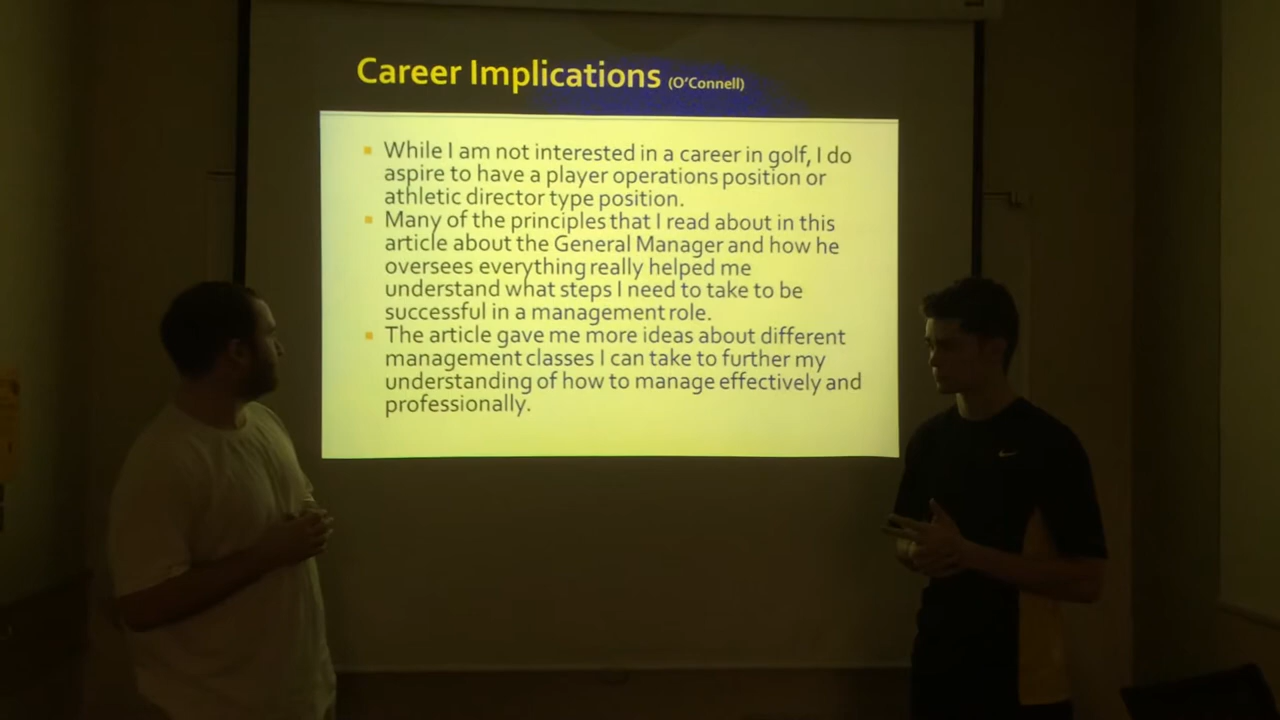 Career Implications (O'Connell)
While I am not interested in a career in golf, I do
aspire to have a player operations position or
athletic director type position.
Many of the principles that I read about in this
article about the General Manager and how he
oversees everything really helped me
understand what steps I need to take to be
successful in a management role.
The article gave me more ideas about different
management classes I can take to further my
understanding of how to manage effectively and
professionally.